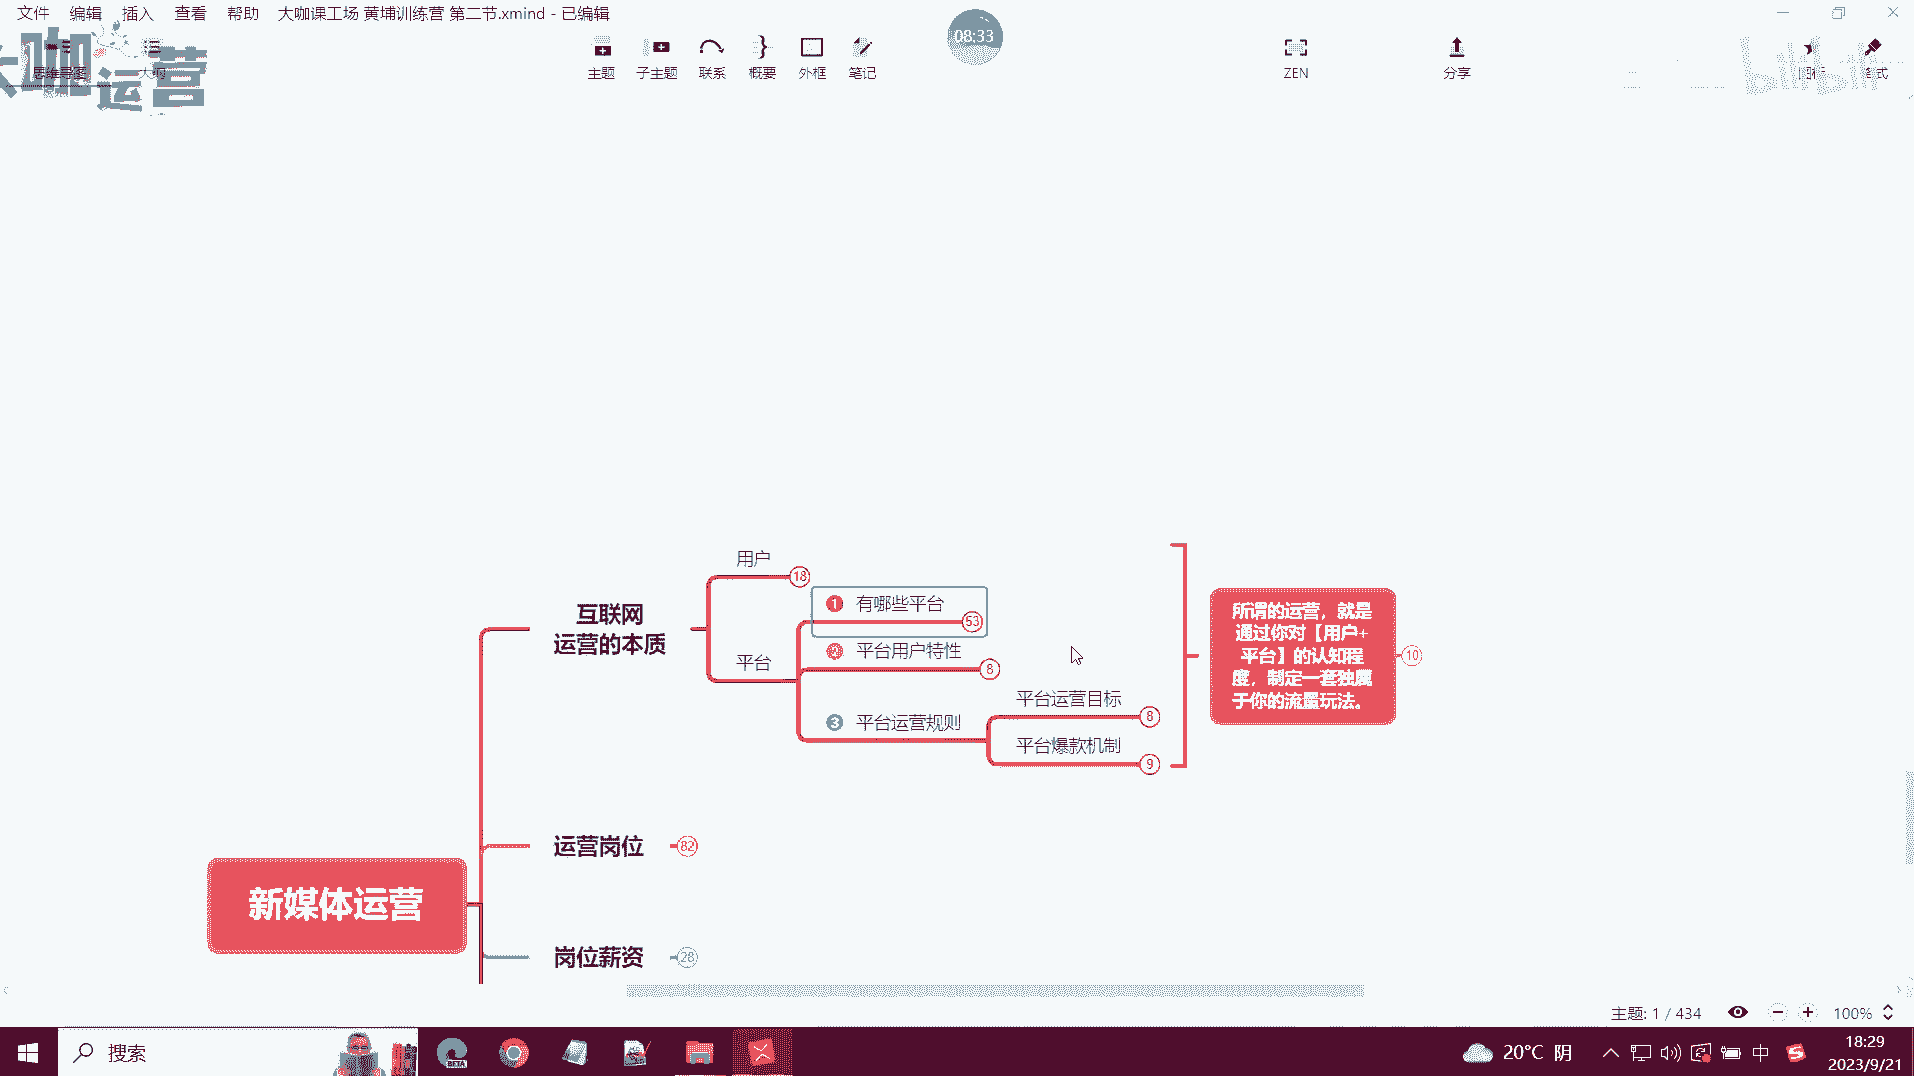 文件 编辑 插入 查看 帮助 大咖课工场 黄埔训练营 第二节.xmind - 已编辑
08:33
大咖运营
思维导图
主题 子主题 联系 概要 外框 笔记 ZEN 分享
bilibili
用户
18
1 有哪些平台
53
2 平台用户特性
8
平台
3 平台运营规则
平台运营目标
8
平台爆款机制
9
互联网
运营的本质
所谓的运营，就是
通过你对【用户+
平台】的认知程
度，制定一套独属
于你的流量玩法。
10
运营岗位
82
新媒体运营
岗位薪资
28
主题: 1 / 434
100%
搜索
BETA
20°C 阴
中
18:29
2023/9/21